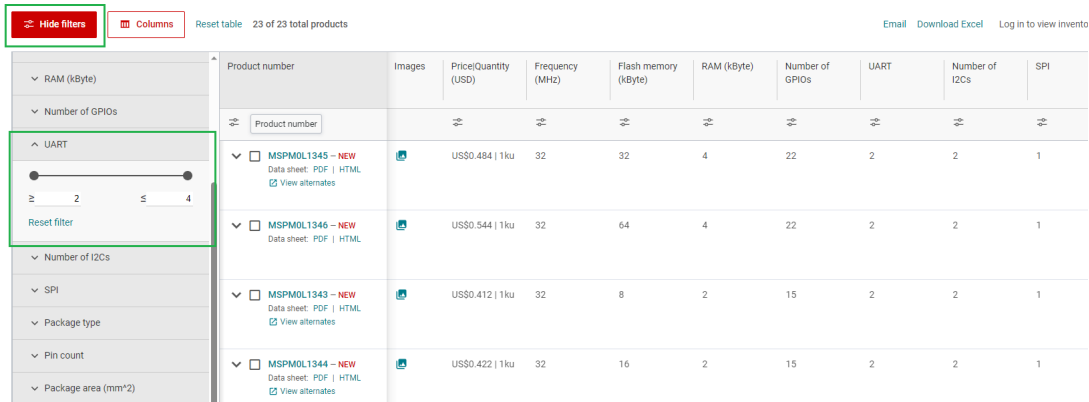 Hide filters
Columns
Reset table
23 of 23 total products
Email
Download Excel
Log in to view invento
RAM (kByte)
Number of GPIOs
UART
≥ 2 ≤ 4
Reset filter
Number of I2Cs
SPI
Package type
Pin count
Package area (mm^2)
Product number
Images
Price|Quantity
(USD)
Frequency
(MHz)
Flash memory
(kByte)
RAM (kByte)
Number of
GPIOs
UART
Number of
I2Cs
SPI
Product number
MSPM0L1345 – NEW
Data sheet: PDF | HTML
View alternates
US$0.484 | 1ku 32 32 4 22 2 2 1
MSPM0L1346 – NEW
Data sheet: PDF | HTML
US$0.544 | 1ku 32 64 4 22 2 2 1
MSPM0L1343 – NEW
Data sheet: PDF | HTML
View alternates
US$0.412 | 1ku 32 8 2 15 2 2 1
MSPM0L1344 – NEW
Data sheet: PDF | HTML
View alternates
US$0.422 | 1ku 32 16 2 15 2 2 1